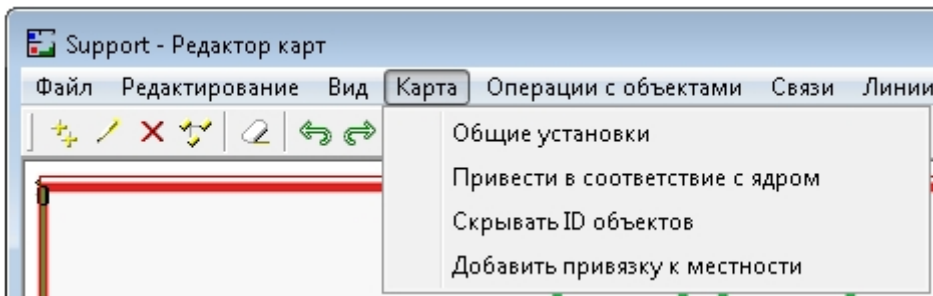 Support - Редактор карт
Файл Редактирование Вид Карта Операции с объектами Связи Линии
Общие установки
Привести в соответствие с ядром
Скрывать ID объектов
Добавить привязку к местности